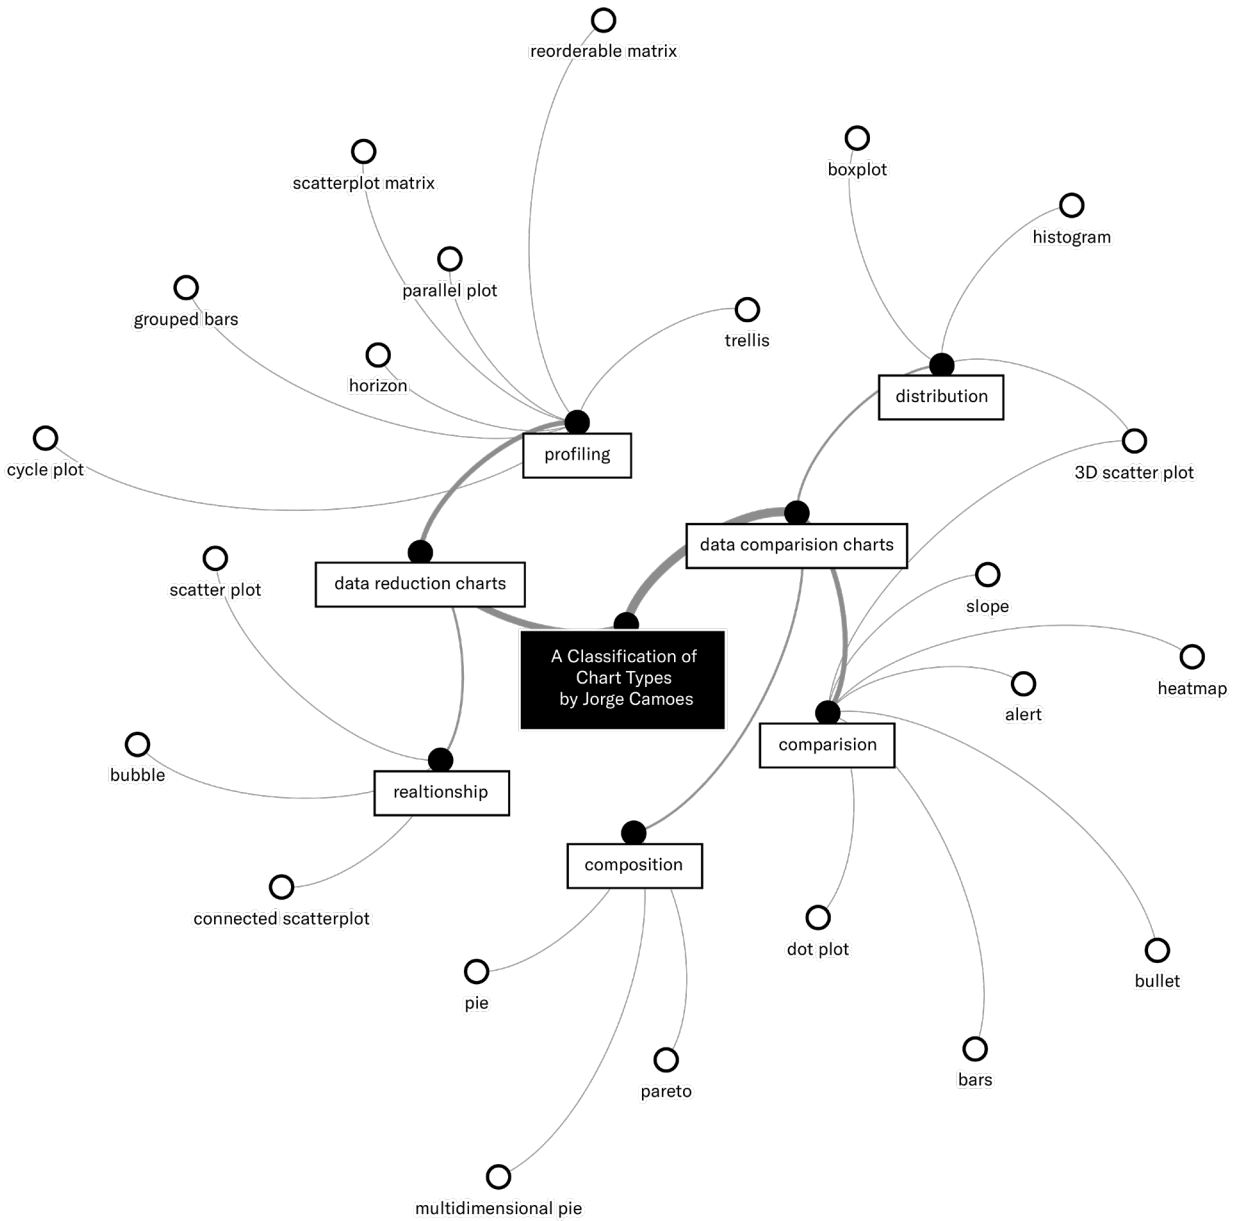 reorderable matrix
boxplot
scatterplot matrix
histogram
parallel plot
grouped bars
trellis
horizon
distribution
profiling
cycle plot
3D scatter plot
data comparision charts
data reduction charts
scatter plot
slope
A Classification of
Chart Types
by Jorge Camoes
heatmap
alert
comparision
bubble
realtionship
composition
connected scatterplot
dot plot
bullet
pie
bars
pareto
multidimensional pie